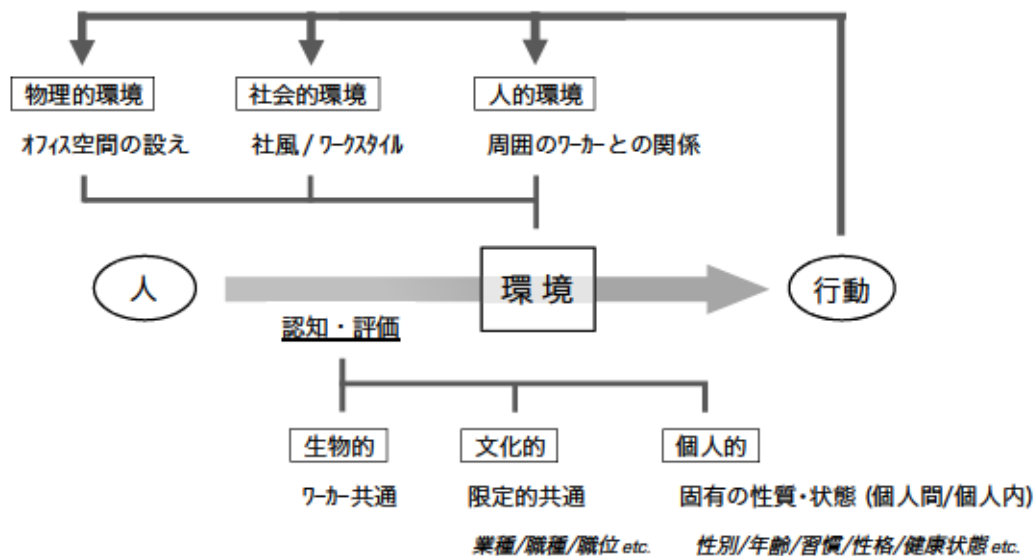 物理的環境 社会的環境 人的環境
オフィス空間の設え 社風 / ワークスタイル 周囲のワーカーとの関係
人 環境 行動
認知・評価
生物的 文化的 個人的
ワーカー共通 限定的共通 固有の性質・状態 (個人間/個人内)
業種/職種/職位 etc. 性別/年齢/習慣/性格/健康状態 etc.